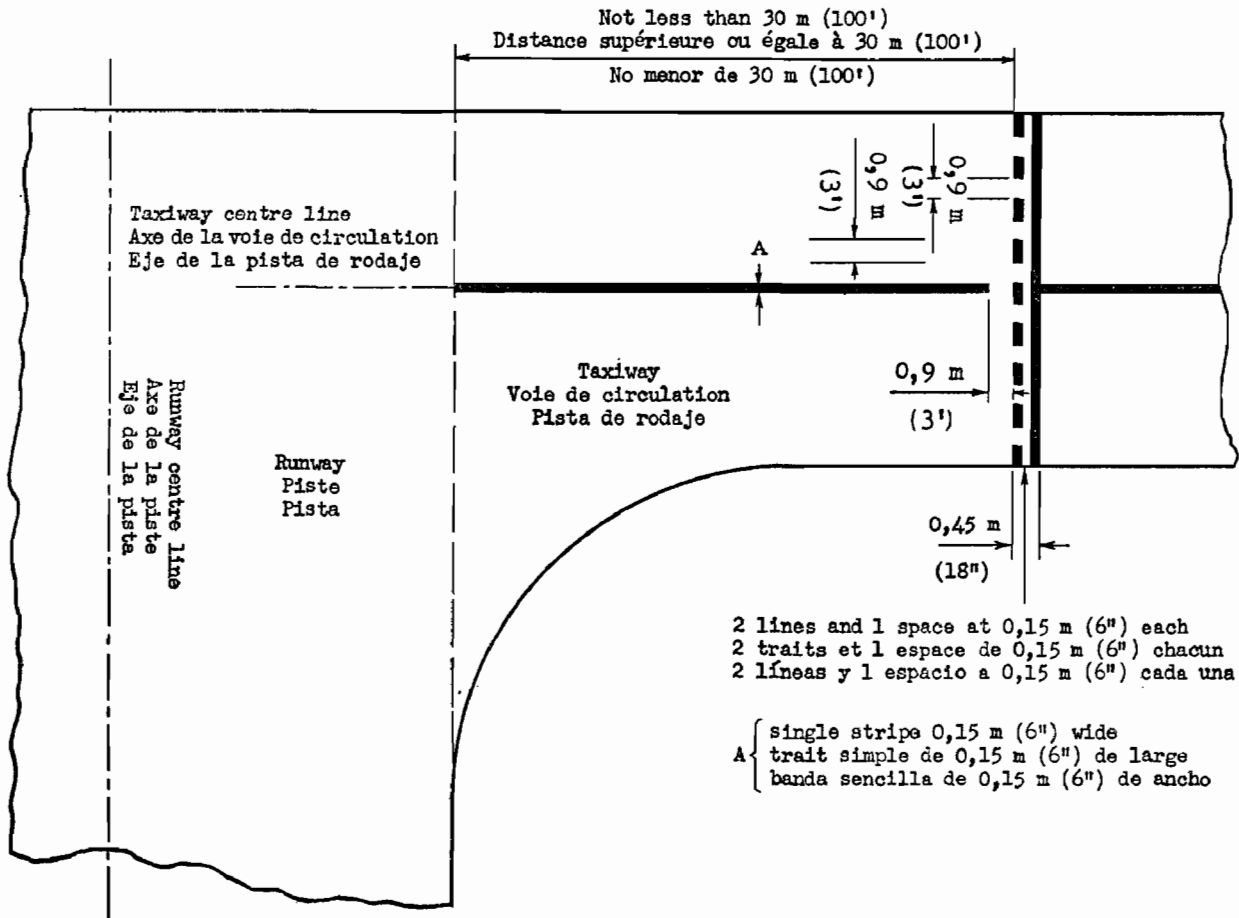 Not less than 30 m (100')
Distance supérieure ou égale à 30 m (100')
No menor de 30 m (100')
0,9 m
(3')
0,9 m
(3')
Taxiway centre line
Axe de la voie de circulation
Eje de la pista de rodaje
A
Runway centre line
Axe de la piste
Eje de la pista
Taxiway
Voie de circulation
Pista de rodaje
0,9 m
(3')
Runway
Piste
Pista
0,45 m
(18")
2 lines and 1 space at 0,15 m (6") each
2 traits et 1 espace de 0,15 m (6") chacun
2 líneas y 1 espacio a 0,15 m (6") cada una
A { single stripe 0,15 m (6") wide
trait simple de 0,15 m (6") de large
banda sencilla de 0,15 m (6") de ancho